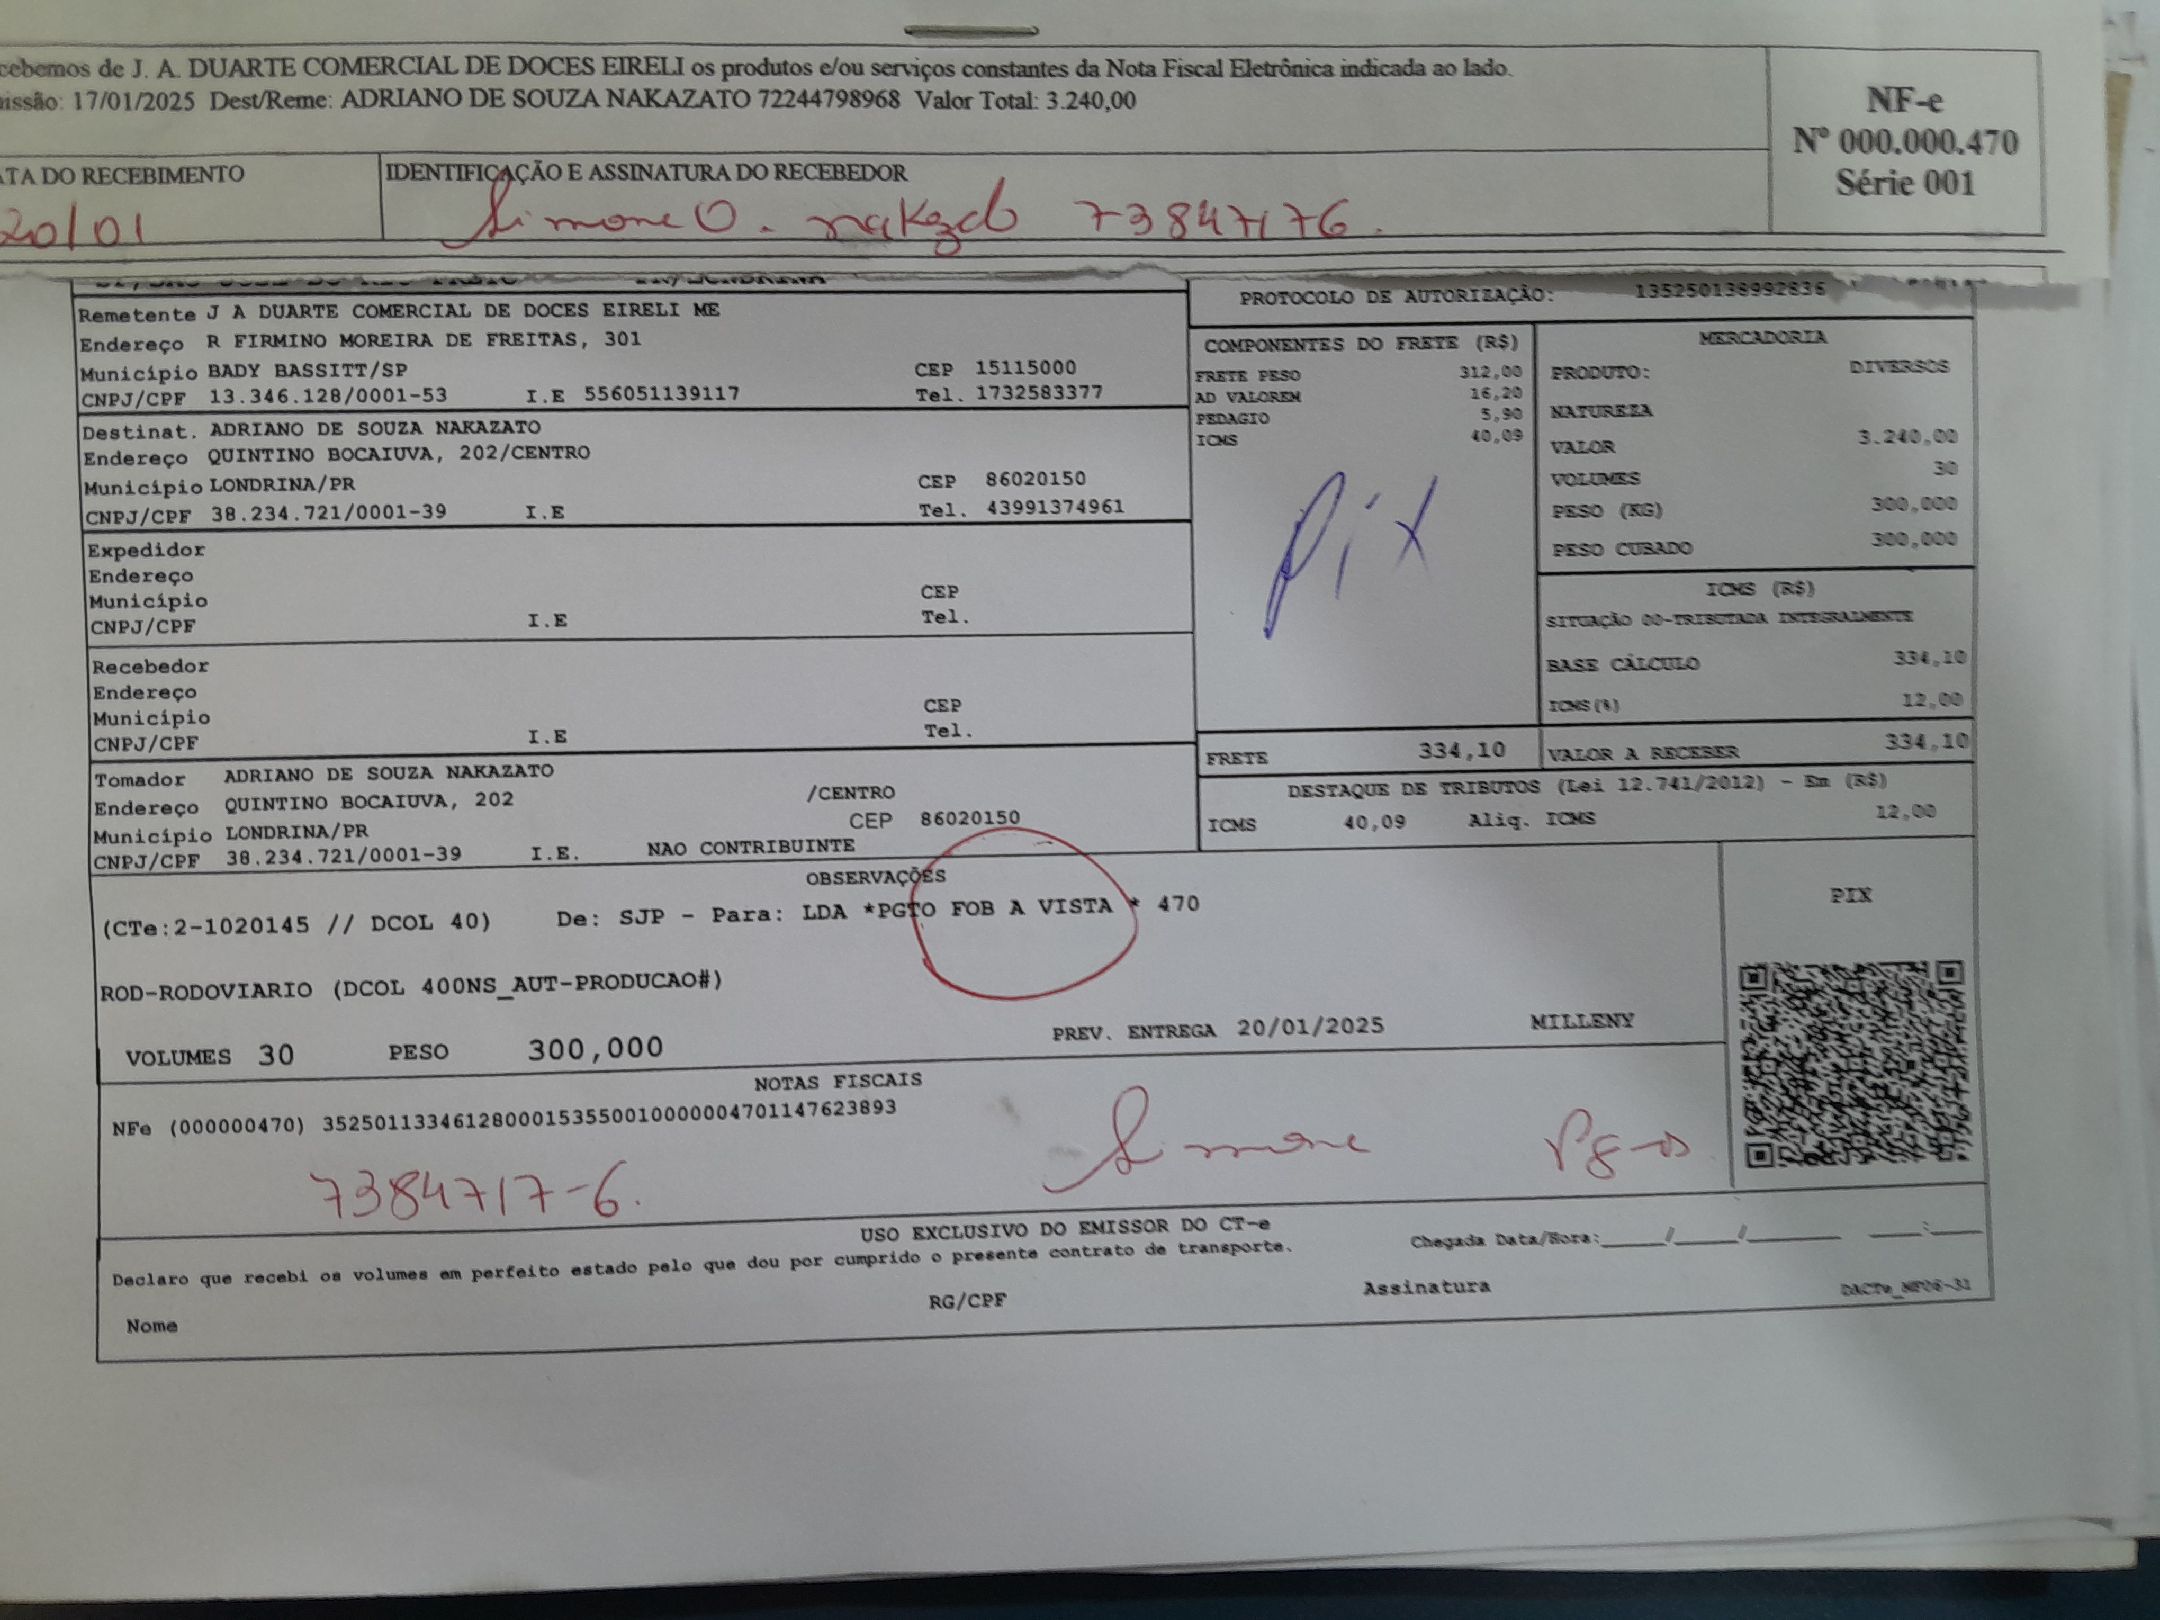 cebemos de J. A. DUARTE COMERCIAL DE DOCES EIRELI os produtos e/ou serviços constantes da Nota Fiscal Eletrônica indicada ao lado.
issão: 17/01/2025 Dest/Reme: ADRIANO DE SOUZA NAKAZATO 72244798968 Valor Total: 3.240,00
NF-e
Nº 000.000.470
Série 001
ATA DO RECEBIMENTO
20/01
IDENTIFICAÇÃO E ASSINATURA DO RECEBEDOR
Simone O. 73847176.
Remetente J A DUARTE COMERCIAL DE DOCES EIRELI ME
Endereço R FIRMINO MOREIRA DE FREITAS, 301
Município BADY BASSITT/SP CEP 15115000
CNPJ/CPF 13.346.128/0001-53 I.E 556051139117 Tel. 1732583377
Destinat. ADRIANO DE SOUZA NAKAZATO
Endereço QUINTINO BOCAIUVA, 202/CENTRO
Município LONDRINA/PR CEP 86020150
CNPJ/CPF 38.234.721/0001-39 I.E Tel. 43991374961
Expedidor
Endereço
Município CEP
CNPJ/CPF I.E Tel.
Recebedor
Endereço
Município CEP
CNPJ/CPF I.E Tel.
Tomador ADRIANO DE SOUZA NAKAZATO
Endereço QUINTINO BOCAIUVA, 202 /CENTRO
Município LONDRINA/PR CEP 86020150
CNPJ/CPF 38.234.721/0001-39 I.E. NAO CONTRIBUINTE
PROTOCOLO DE AUTORIZAÇÃO: 135250138992836
COMPONENTES DO FRETE (R$)
FRETE PESO 312,00
AD VALOREM 16,20
PEDAGIO 5,90
ICMS 40,09
Pix
FRETE 334,10
MERCADORIA
PRODUTO: DIVERSOS
NATUREZA
VALOR 3.240,00
VOLUMES 30
PESO (KG) 300,000
PESO CUBADO 300,000
ICMS (R$)
SITUAÇÃO 00-TRIBUTADA INTEGRALMENTE
BASE CÁLCULO 334,10
ICMS(%) 12,00
VALOR A RECEBER 334,10
DESTAQUE DE TRIBUTOS (Lei 12.741/2012) - Em (R$)
ICMS 40,09 Aliq. ICMS 12,00
OBSERVAÇÕES
(CTe:2-1020145 // DCOL 40) De: SJP - Para: LDA *PGTO FOB A VISTA * 470
ROD-RODOVIARIO (DCOL 400NS_AUT-PRODUCAO#)
VOLUMES 30 PESO 300,000 PREV. ENTREGA 20/01/2025 MILLENY
PIX
NOTAS FISCAIS
NFe (000000470) 35250113346128000153550010000004701147623893
7384717-6. Simone
USO EXCLUSIVO DO EMISSOR DO CT-e
Declaro que recebi os volumes em perfeito estado pelo que dou por cumprido o presente contrato de transporte. Chegada Data/Hora:____/____/______ ___:___
Nome RG/CPF Assinatura